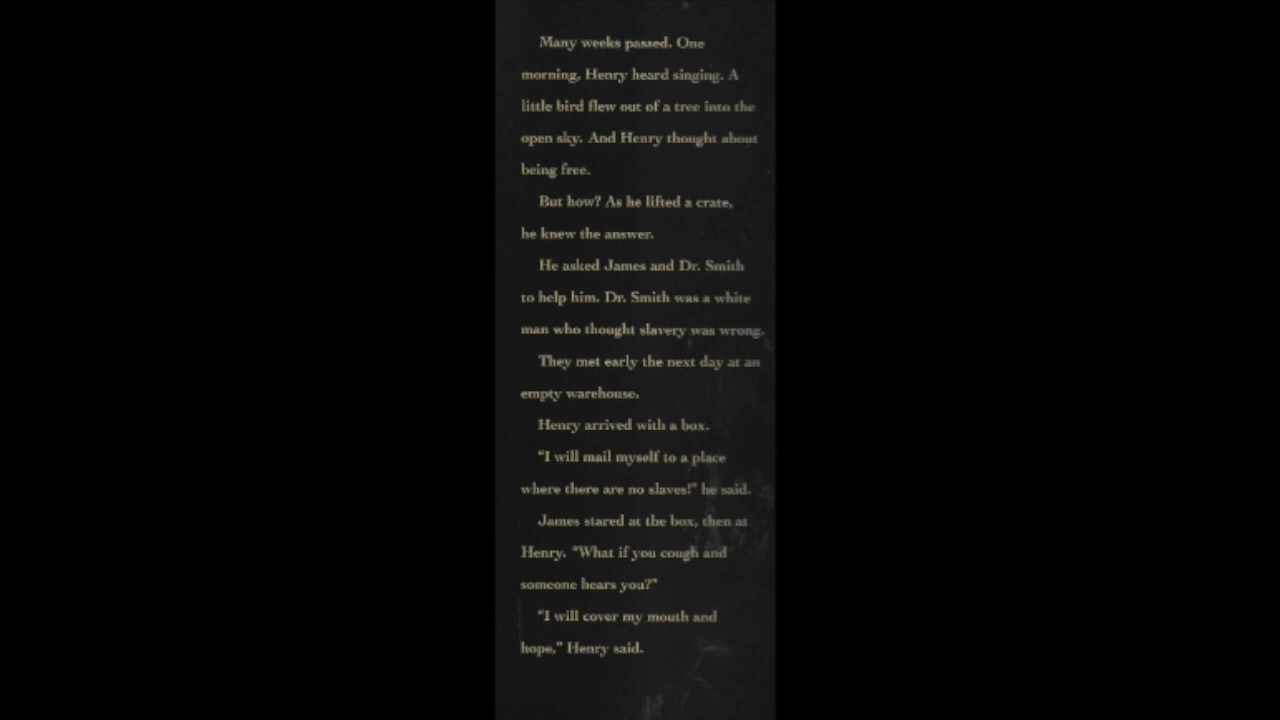 Many weeks passed. One
morning, Henry heard singing. A
little bird flew out of a tree into the
open sky. And Henry thought about
being free.
But how? As he lifted a crate,
he knew the answer.
He asked James and Dr. Smith
to help him. Dr. Smith was a white
man who thought slavery was wrong.
They met early the next day at an
empty warehouse.
Henry arrived with a box.
“I will mail myself to a place
where there are no slaves!” he said.
James stared at the box, then at
Henry. “What if you cough and
someone hears you?”
“I will cover my mouth and
hope,” Henry said.